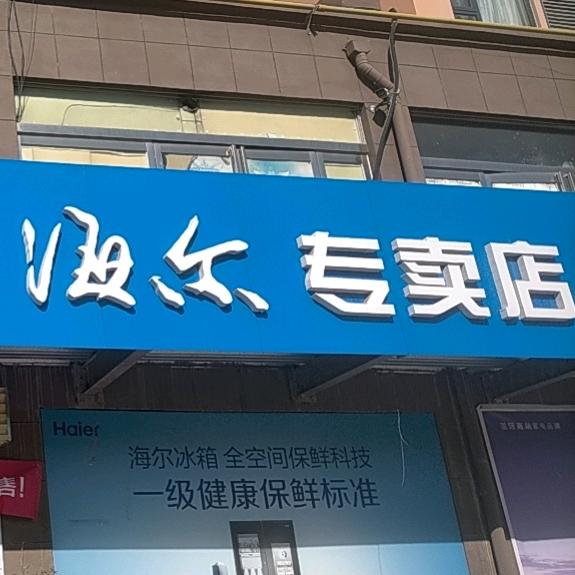 海尔 专卖店
Haier
海尔冰箱 全空间保鲜科技
一级健康保鲜标准
售!